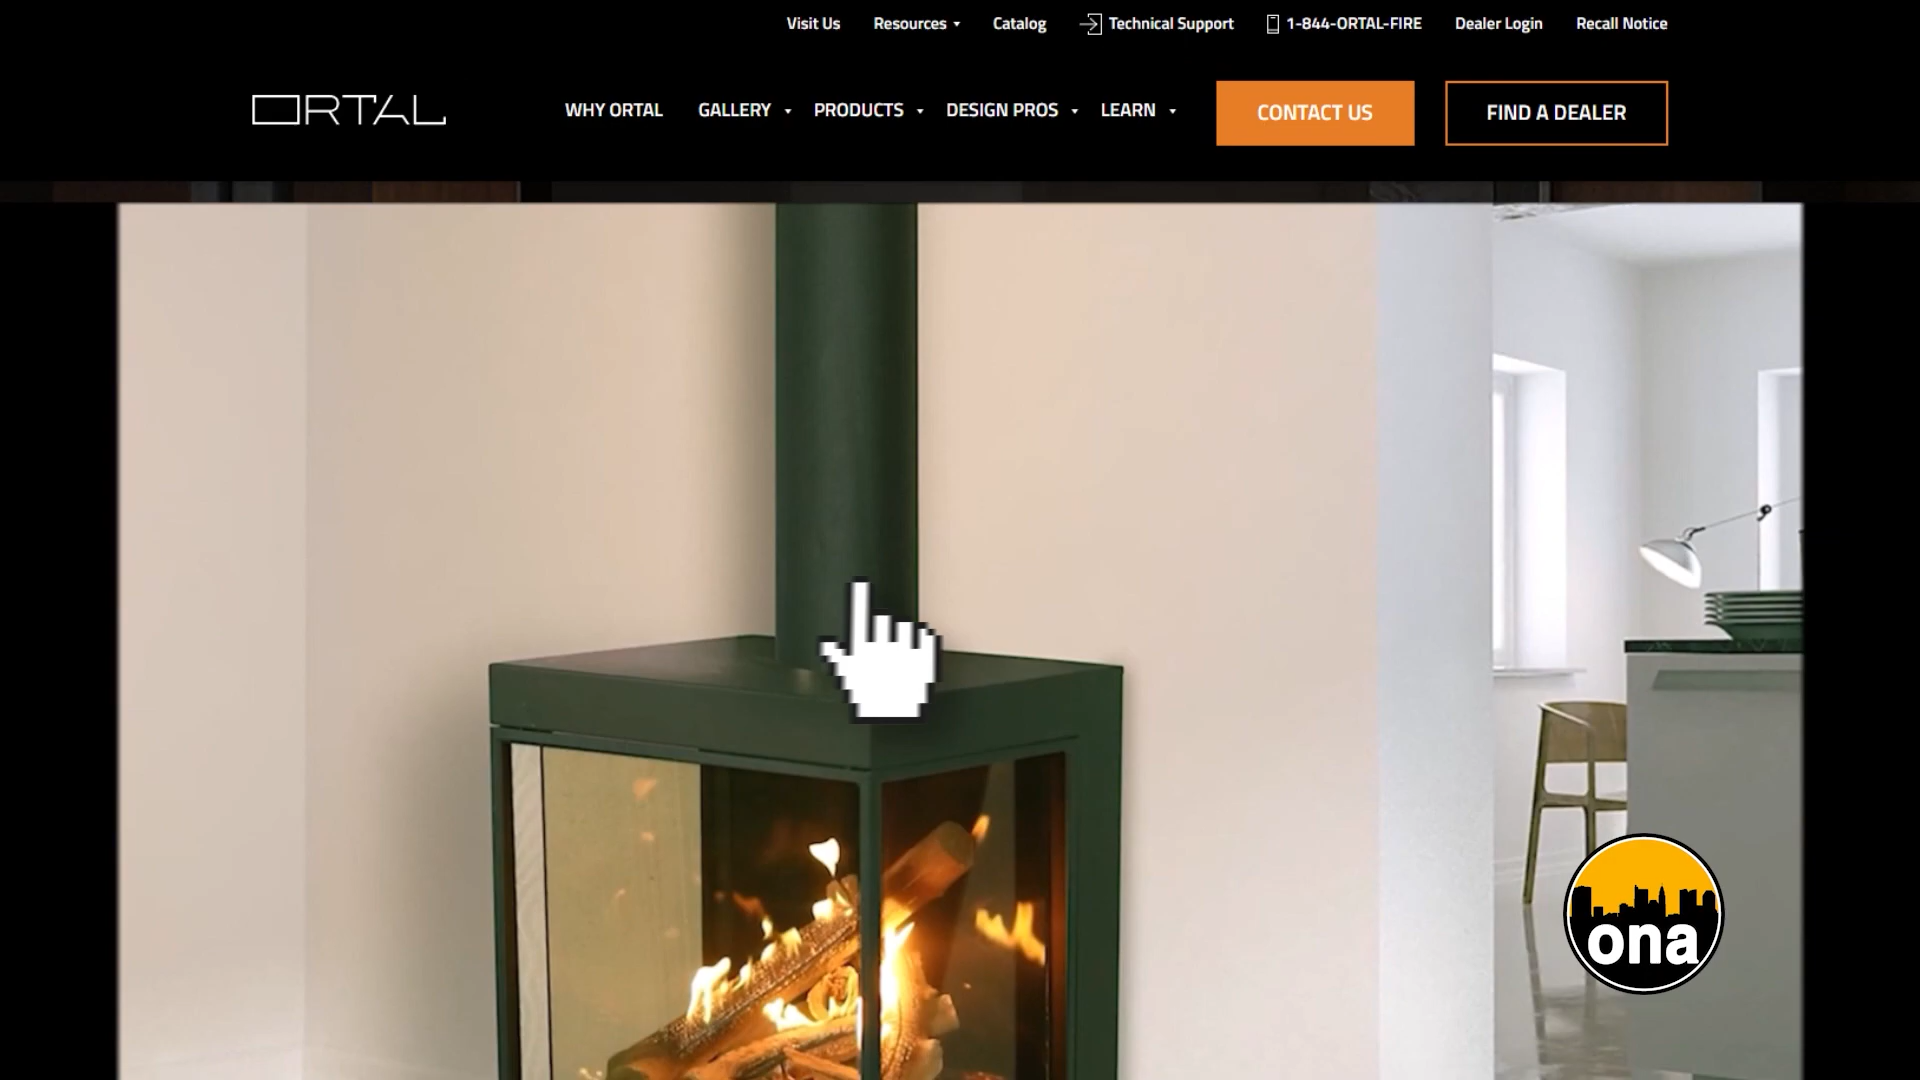 Visit Us Resources Catalog Technical Support 1-844-ORTAL-FIRE Dealer Login Recall Notice
ORTAL WHY ORTAL GALLERY PRODUCTS DESIGN PROS LEARN CONTACT US FIND A DEALER
ona